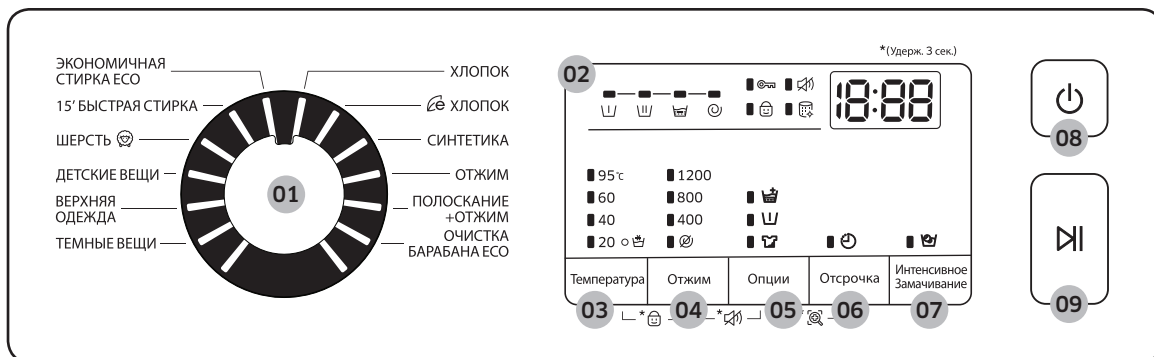 ЭКОНОМИЧНАЯ
СТИРКА ECO
15' БЫСТРАЯ СТИРКА
ШЕРСТЬ
ДЕТСКИЕ ВЕЩИ
ВЕРХНЯЯ
ОДЕЖДА
ТЕМНЫЕ ВЕЩИ
01
ХЛОПОК
e ХЛОПОК
СИНТЕТИКА
ОТЖИМ
ПОЛОСКАНИЕ
+ОТЖИМ
ОЧИСТКА
БАРАБАНА ECO
*(Удерж. 3 сек.)
02
18:88
95℃ 1200
60 800
40 400
20
Температура
Отжим
Опции
Отсрочка
Интенсивное
Замачивание
03 04 05 06 07
* *
08
09